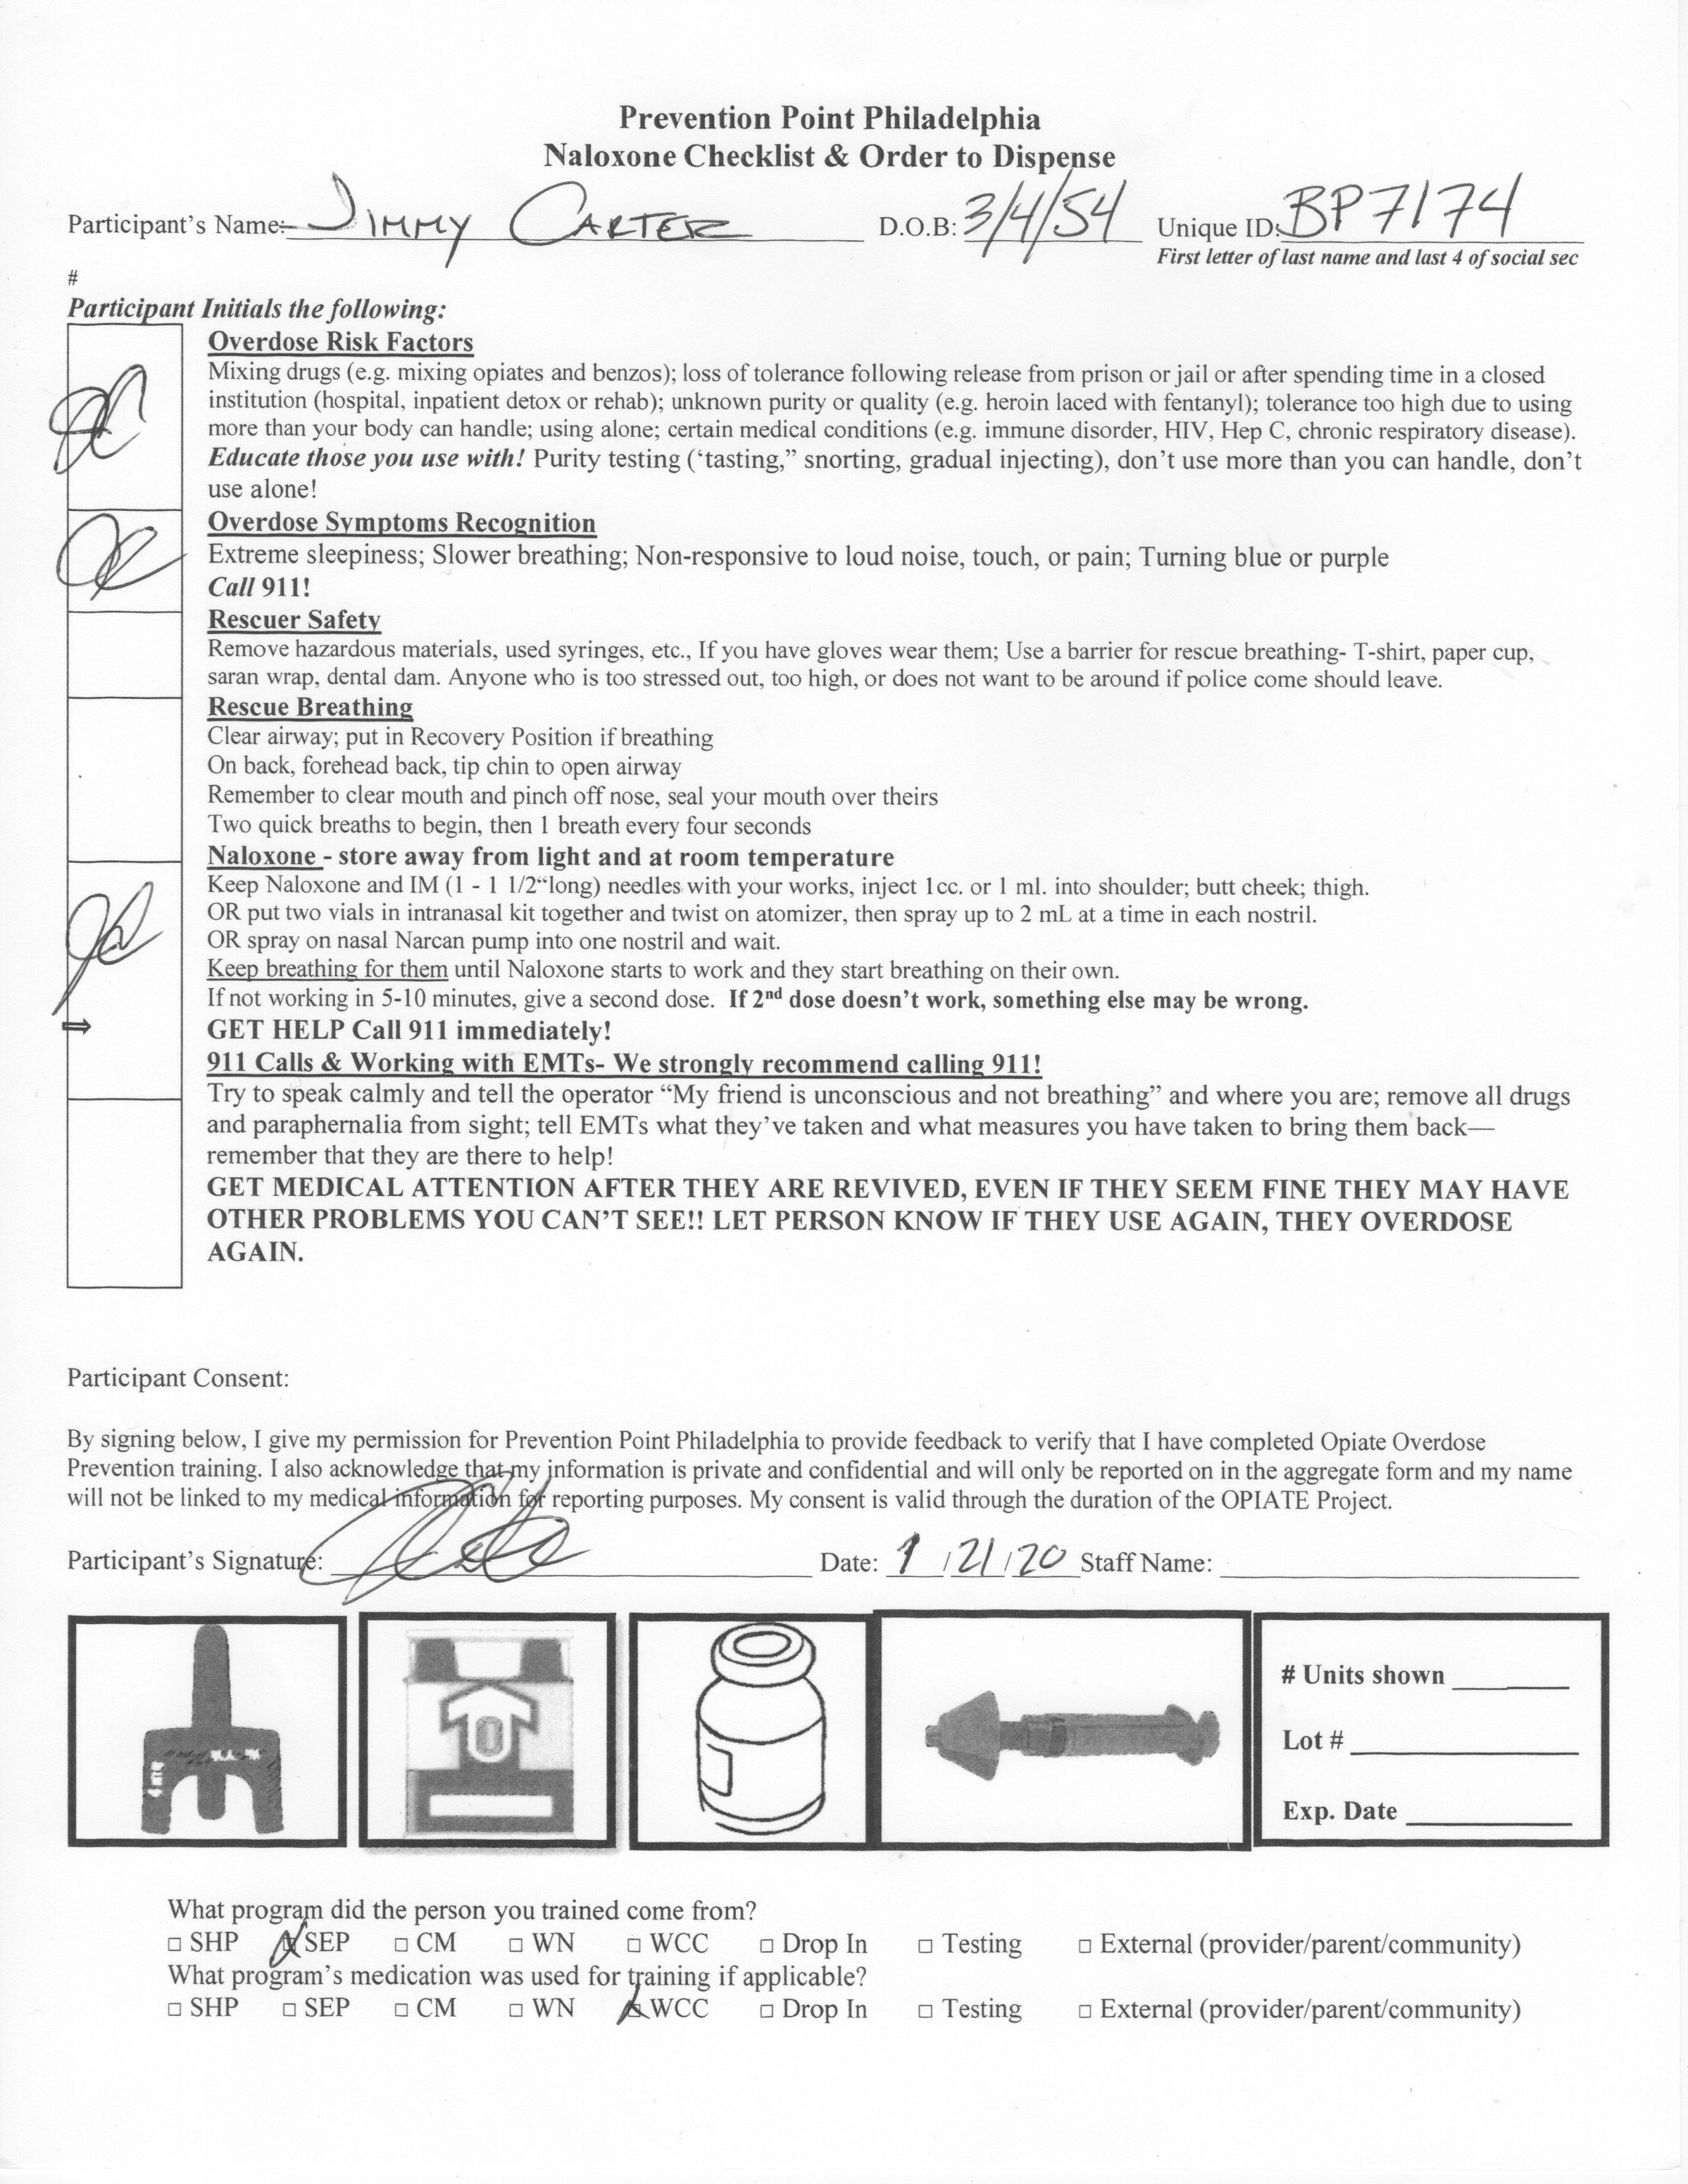 Prevention Point Philadelphia
Naloxone Checklist & Order to Dispense
Participant's Name: JIMMY CARTER D.O.B: 3/4/54 Unique ID: BP7174
First letter of last name and last 4 of social sec
#
Participant Initials the following:
Overdose Risk Factors
Mixing drugs (e.g. mixing opiates and benzos); loss of tolerance following release from prison or jail or after spending time in a closed
institution (hospital, inpatient detox or rehab); unknown purity or quality (e.g. heroin laced with fentanyl); tolerance too high due to using
more than your body can handle; using alone; certain medical conditions (e.g. immune disorder, HIV, Hep C, chronic respiratory disease).
Educate those you use with! Purity testing ('tasting,” snorting, gradual injecting), don't use more than you can handle, don't
use alone!
JC
Overdose Symptoms Recognition
Extreme sleepiness; Slower breathing; Non-responsive to loud noise, touch, or pain; Turning blue or purple
Call 911!
JC
Rescuer Safety
Remove hazardous materials, used syringes, etc., If you have gloves wear them; Use a barrier for rescue breathing- T-shirt, paper cup,
saran wrap, dental dam. Anyone who is too stressed out, too high, or does not want to be around if police come should leave.
Rescue Breathing
Clear airway; put in Recovery Position if breathing
On back, forehead back, tip chin to open airway
Remember to clear mouth and pinch off nose, seal your mouth over theirs
Two quick breaths to begin, then 1 breath every four seconds
Naloxone - store away from light and at room temperature
Keep Naloxone and IM (1 - 1 1/2“long) needles with your works, inject 1cc. or 1 ml. into shoulder; butt cheek; thigh.
OR put two vials in intranasal kit together and twist on atomizer, then spray up to 2 mL at a time in each nostril.
OR spray on nasal Narcan pump into one nostril and wait.
Keep breathing for them until Naloxone starts to work and they start breathing on their own.
If not working in 5-10 minutes, give a second dose. If 2nd dose doesn't work, something else may be wrong.
⇨ GET HELP Call 911 immediately!
JC
911 Calls & Working with EMTs- We strongly recommend calling 911!
Try to speak calmly and tell the operator “My friend is unconscious and not breathing” and where you are; remove all drugs
and paraphernalia from sight; tell EMTs what they've taken and what measures you have taken to bring them back—
remember that they are there to help!
GET MEDICAL ATTENTION AFTER THEY ARE REVIVED, EVEN IF THEY SEEM FINE THEY MAY HAVE
OTHER PROBLEMS YOU CAN'T SEE!! LET PERSON KNOW IF THEY USE AGAIN, THEY OVERDOSE
AGAIN.
Participant Consent:
By signing below, I give my permission for Prevention Point Philadelphia to provide feedback to verify that I have completed Opiate Overdose
Prevention training. I also acknowledge that my information is private and confidential and will only be reported on in the aggregate form and my name
will not be linked to my medical information for reporting purposes. My consent is valid through the duration of the OPIATE Project.
Participant's Signature: Date: 1/21/20 Staff Name:
# Units shown
Lot #
Exp. Date
What program did the person you trained come from?
□ SHP ☒ SEP □ CM □ WN □ WCC □ Drop In □ Testing □ External (provider/parent/community)
What program's medication was used for training if applicable?
□ SHP □ SEP □ CM □ WN ☒ WCC □ Drop In □ Testing □ External (provider/parent/community)